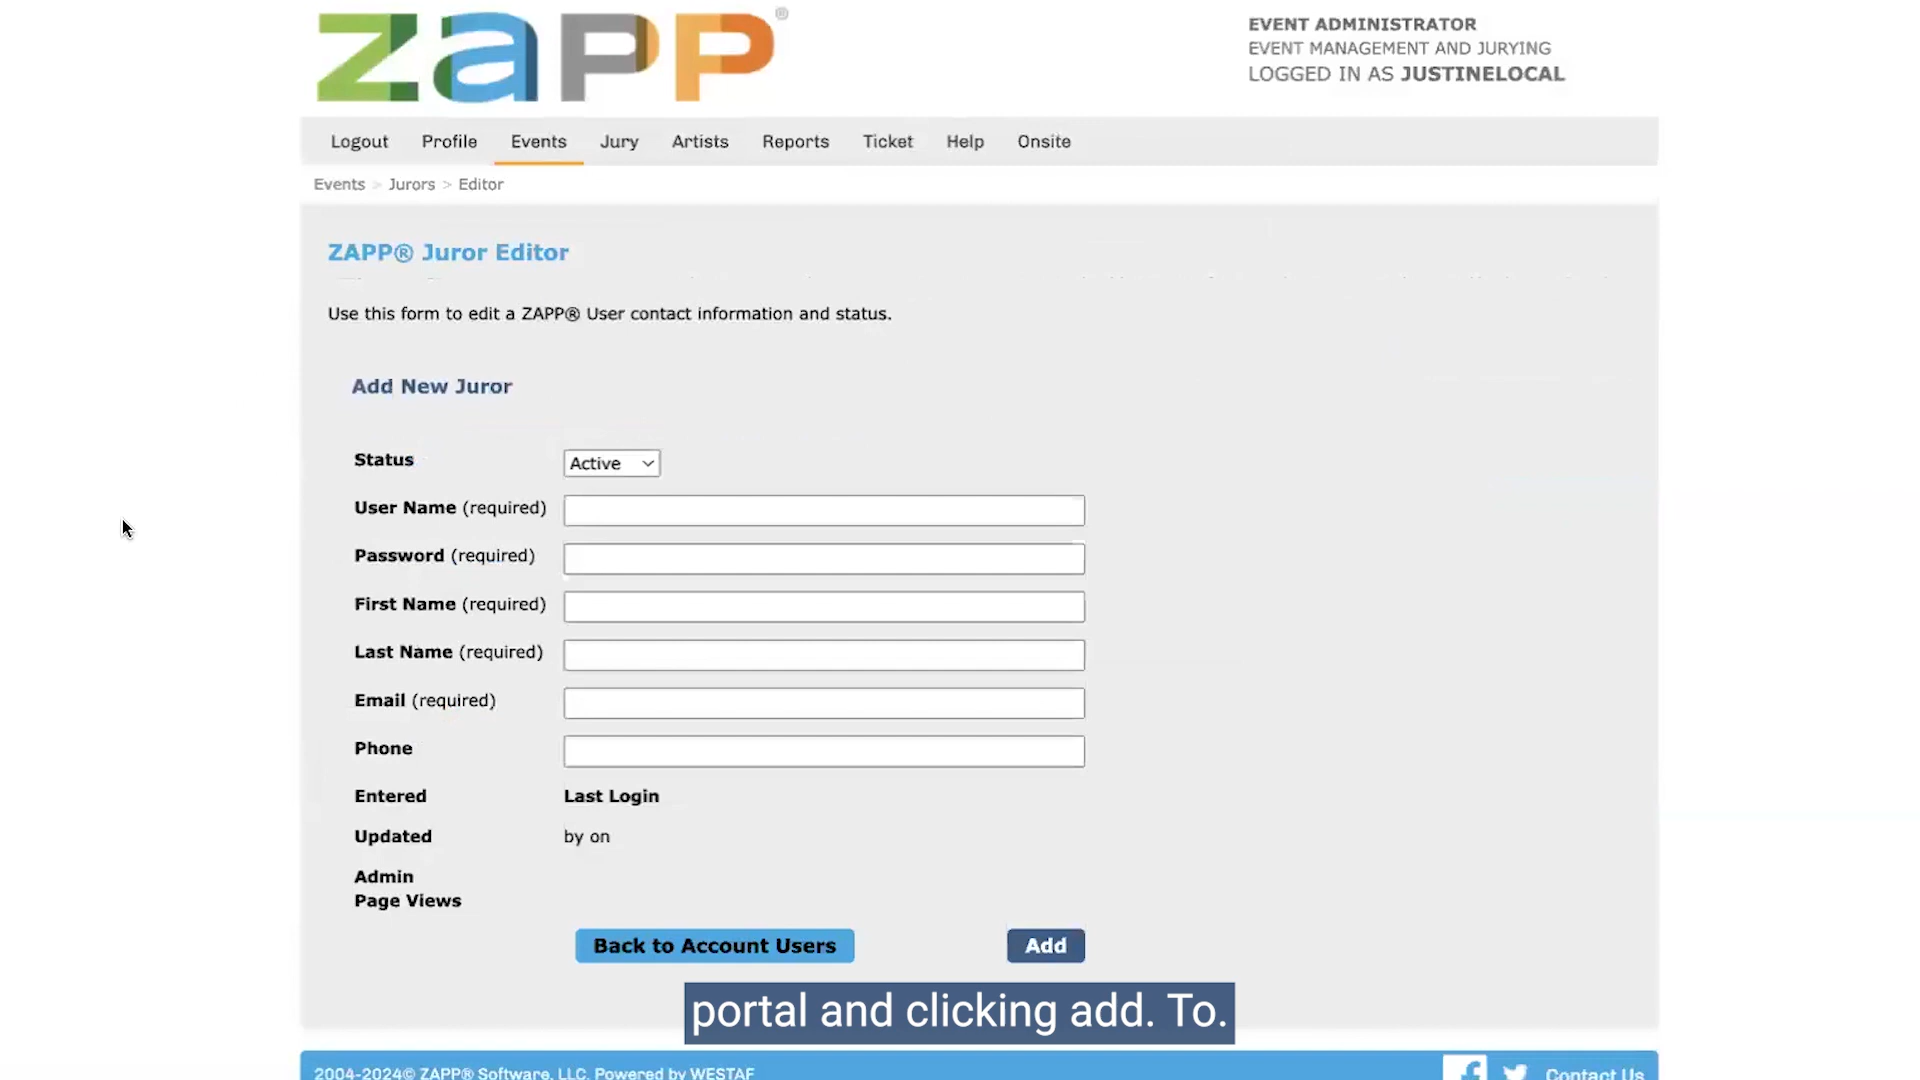 zapp®
EVENT ADMINISTRATOR
EVENT MANAGEMENT AND JURYING
LOGGED IN AS JUSTINELOCAL
Logout Profile Events Jury Artists Reports Ticket Help Onsite
Events > Jurors > Editor
ZAPP® Juror Editor
Use this form to edit a ZAPP® User contact information and status.
Add New Juror
Status Active
User Name (required)
Password (required)
First Name (required)
Last Name (required)
Email (required)
Phone
Entered Last Login
Updated by on
Admin
Page Views
Back to Account Users Add
portal and clicking add. To.
2004-2024© ZAPP® Software, LLC. Powered by WESTAF Contact Us